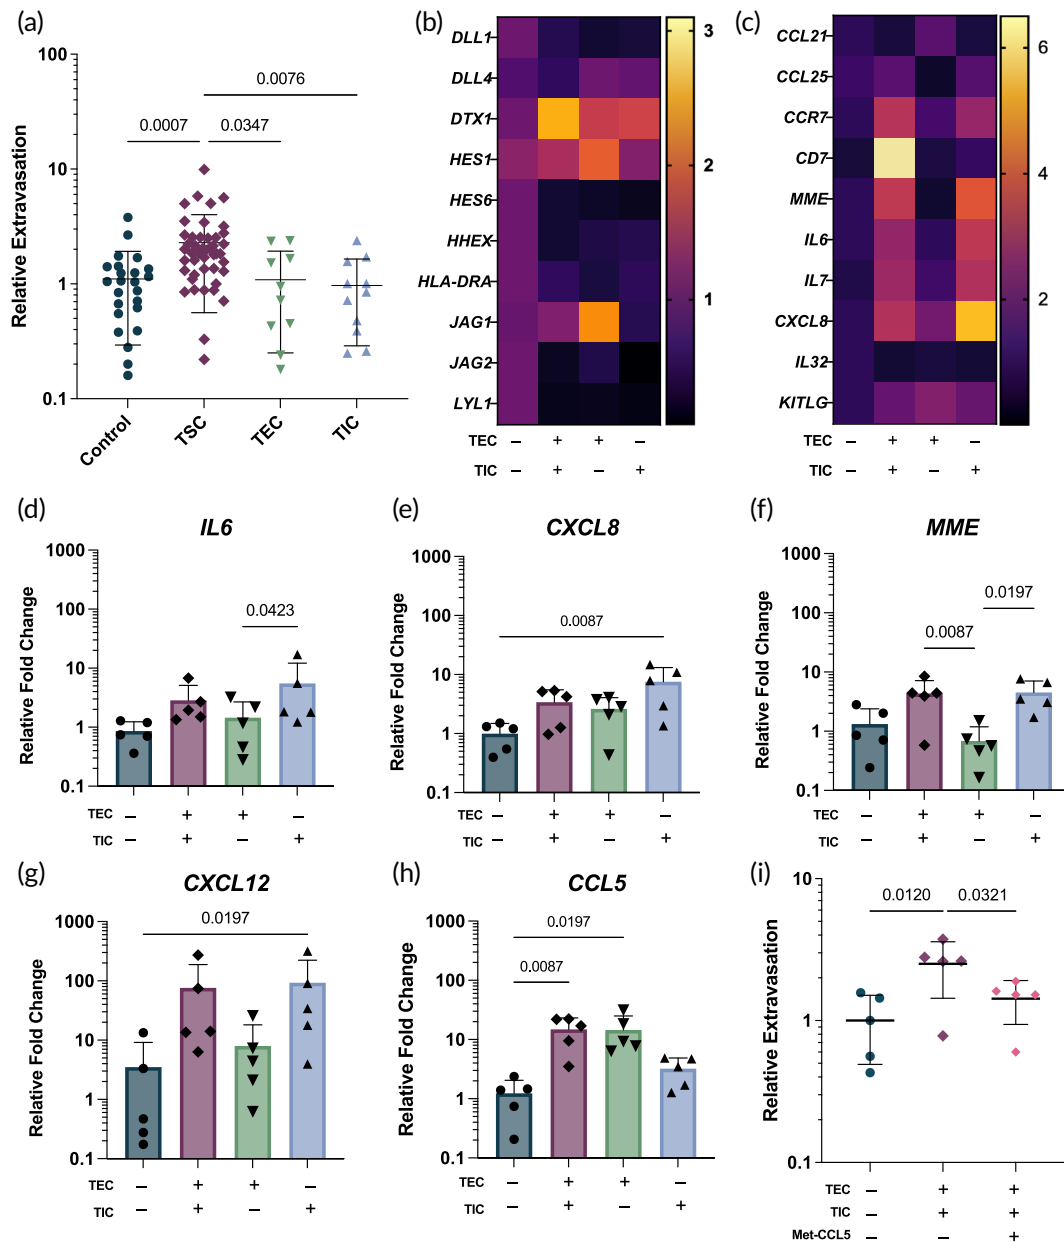 (a)
Relative Extravasation
100
10
1
0.1
0.0076
0.0007
0.0347
Control
TSC
TEC
TIC
(b)
DLL1
DLL4
DTX1
HES1
HES6
HHEX
HLA-DRA
JAG1
JAG2
LYL1
3
2
1
TEC – + + –
TIC – + – +
(c)
CCL21
CCL25
CCR7
CD7
MME
IL6
IL7
CXCL8
IL32
KITLG
6
4
2
TEC – + + –
TIC – + – +
(d)
IL6
Relative Fold Change
1000
100
10
1
0.1
0.0423
TEC – + + –
TIC – + – +
(e)
CXCL8
Relative Fold Change
1000
100
10
1
0.1
0.0087
TEC – + + –
TIC – + – +
(f)
MME
Relative Fold Change
1000
100
10
1
0.1
0.0197
0.0087
TEC – + + –
TIC – + – +
(g)
CXCL12
Relative Fold Change
1000
100
10
1
0.1
0.0197
TEC – + + –
TIC – + – +
(h)
CCL5
Relative Fold Change
1000
100
10
1
0.1
0.0197
0.0087
TEC – + + –
TIC – + – +
(i)
Relative Extravasation
10
1
0.1
0.0120
0.0321
TEC – + +
TIC – + +
Met-CCL5 – – +